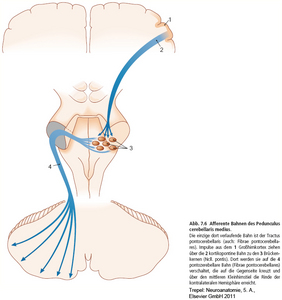 1
2
3
4
Abb. 7.6 Afferente Bahnen des Pedunculus
cerebellaris medius.
Die einzige dort verlaufende Bahn ist der Tractus
pontocerebellaris (auch: Fibrae pontocerebella-
res). Impulse aus dem 1 Großhirnkortex ziehen
über die 2 kortikopontine Bahn zu den 3 Brücken-
kernen (Ncll. pontis). Dort werden sie auf die 4
pontozerebellare Bahn (Fibrae pontocerebellares)
verschaltet, die auf die Gegenseite kreuzt und
über den mittleren Kleinhirnstiel die Rinde der
kontralateralen Hemisphäre erreicht.
Trepel: Neuroanatomie, 5. A.,
Elsevier GmbH 2011